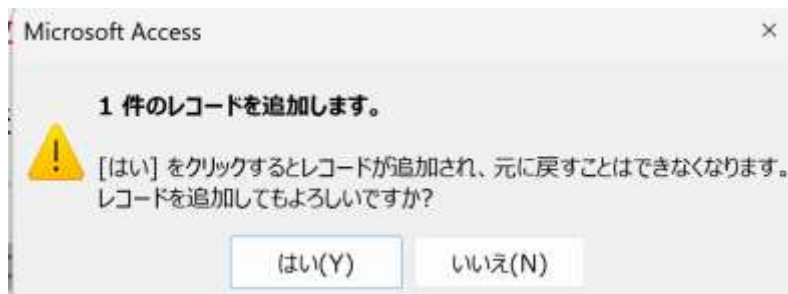 Microsoft Access
1 件のレコードを追加します。
[はい] をクリックするとレコードが追加され、元に戻すことはできなくなります。
レコードを追加してもよろしいですか?
はい(Y)
いいえ(N)